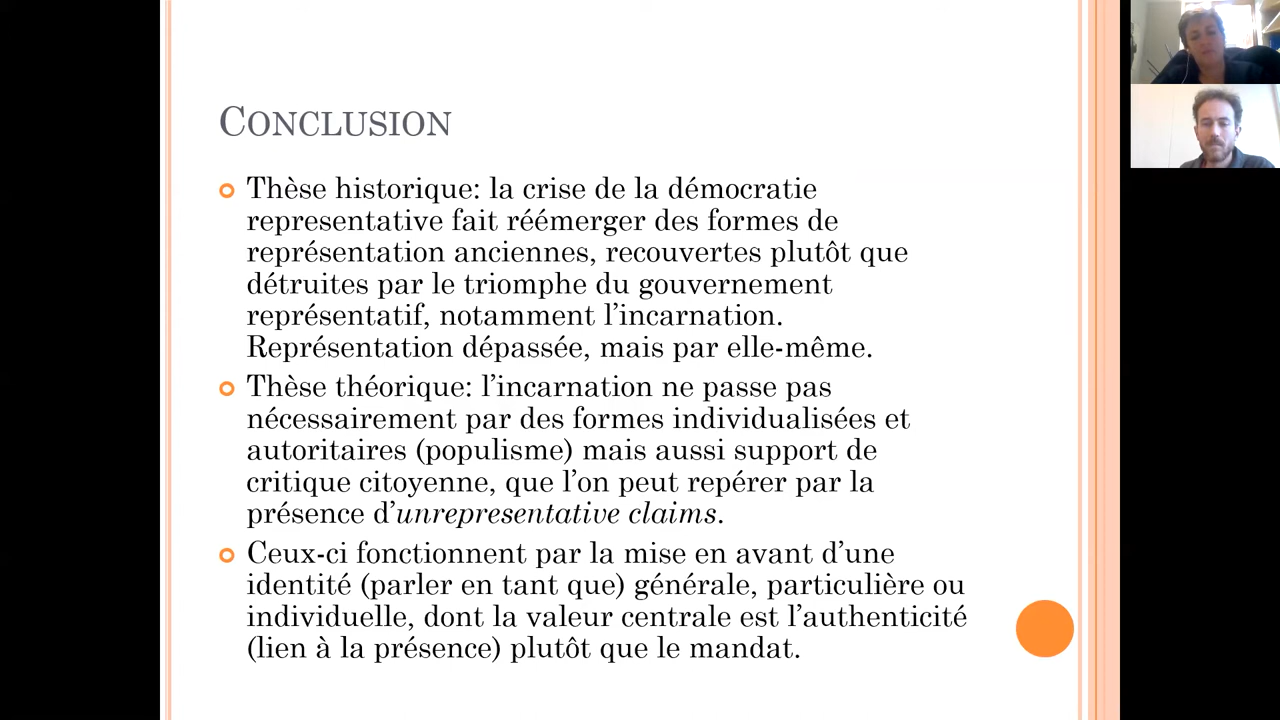 CONCLUSION
Thèse historique: la crise de la démocratie
representative fait réémerger des formes de
représentation anciennes, recouvertes plutôt que
détruites par le triomphe du gouvernement
représentatif, notamment l'incarnation.
Représentation dépassée, mais par elle-même.
Thèse théorique: l'incarnation ne passe pas
nécessairement par des formes individualisées et
autoritaires (populisme) mais aussi support de
critique citoyenne, que l'on peut repérer par la
présence d'unrepresentative claims.
Ceux-ci fonctionnent par la mise en avant d'une
identité (parler en tant que) générale, particulière ou
individuelle, dont la valeur centrale est l'authenticité
(lien à la présence) plutôt que le mandat.